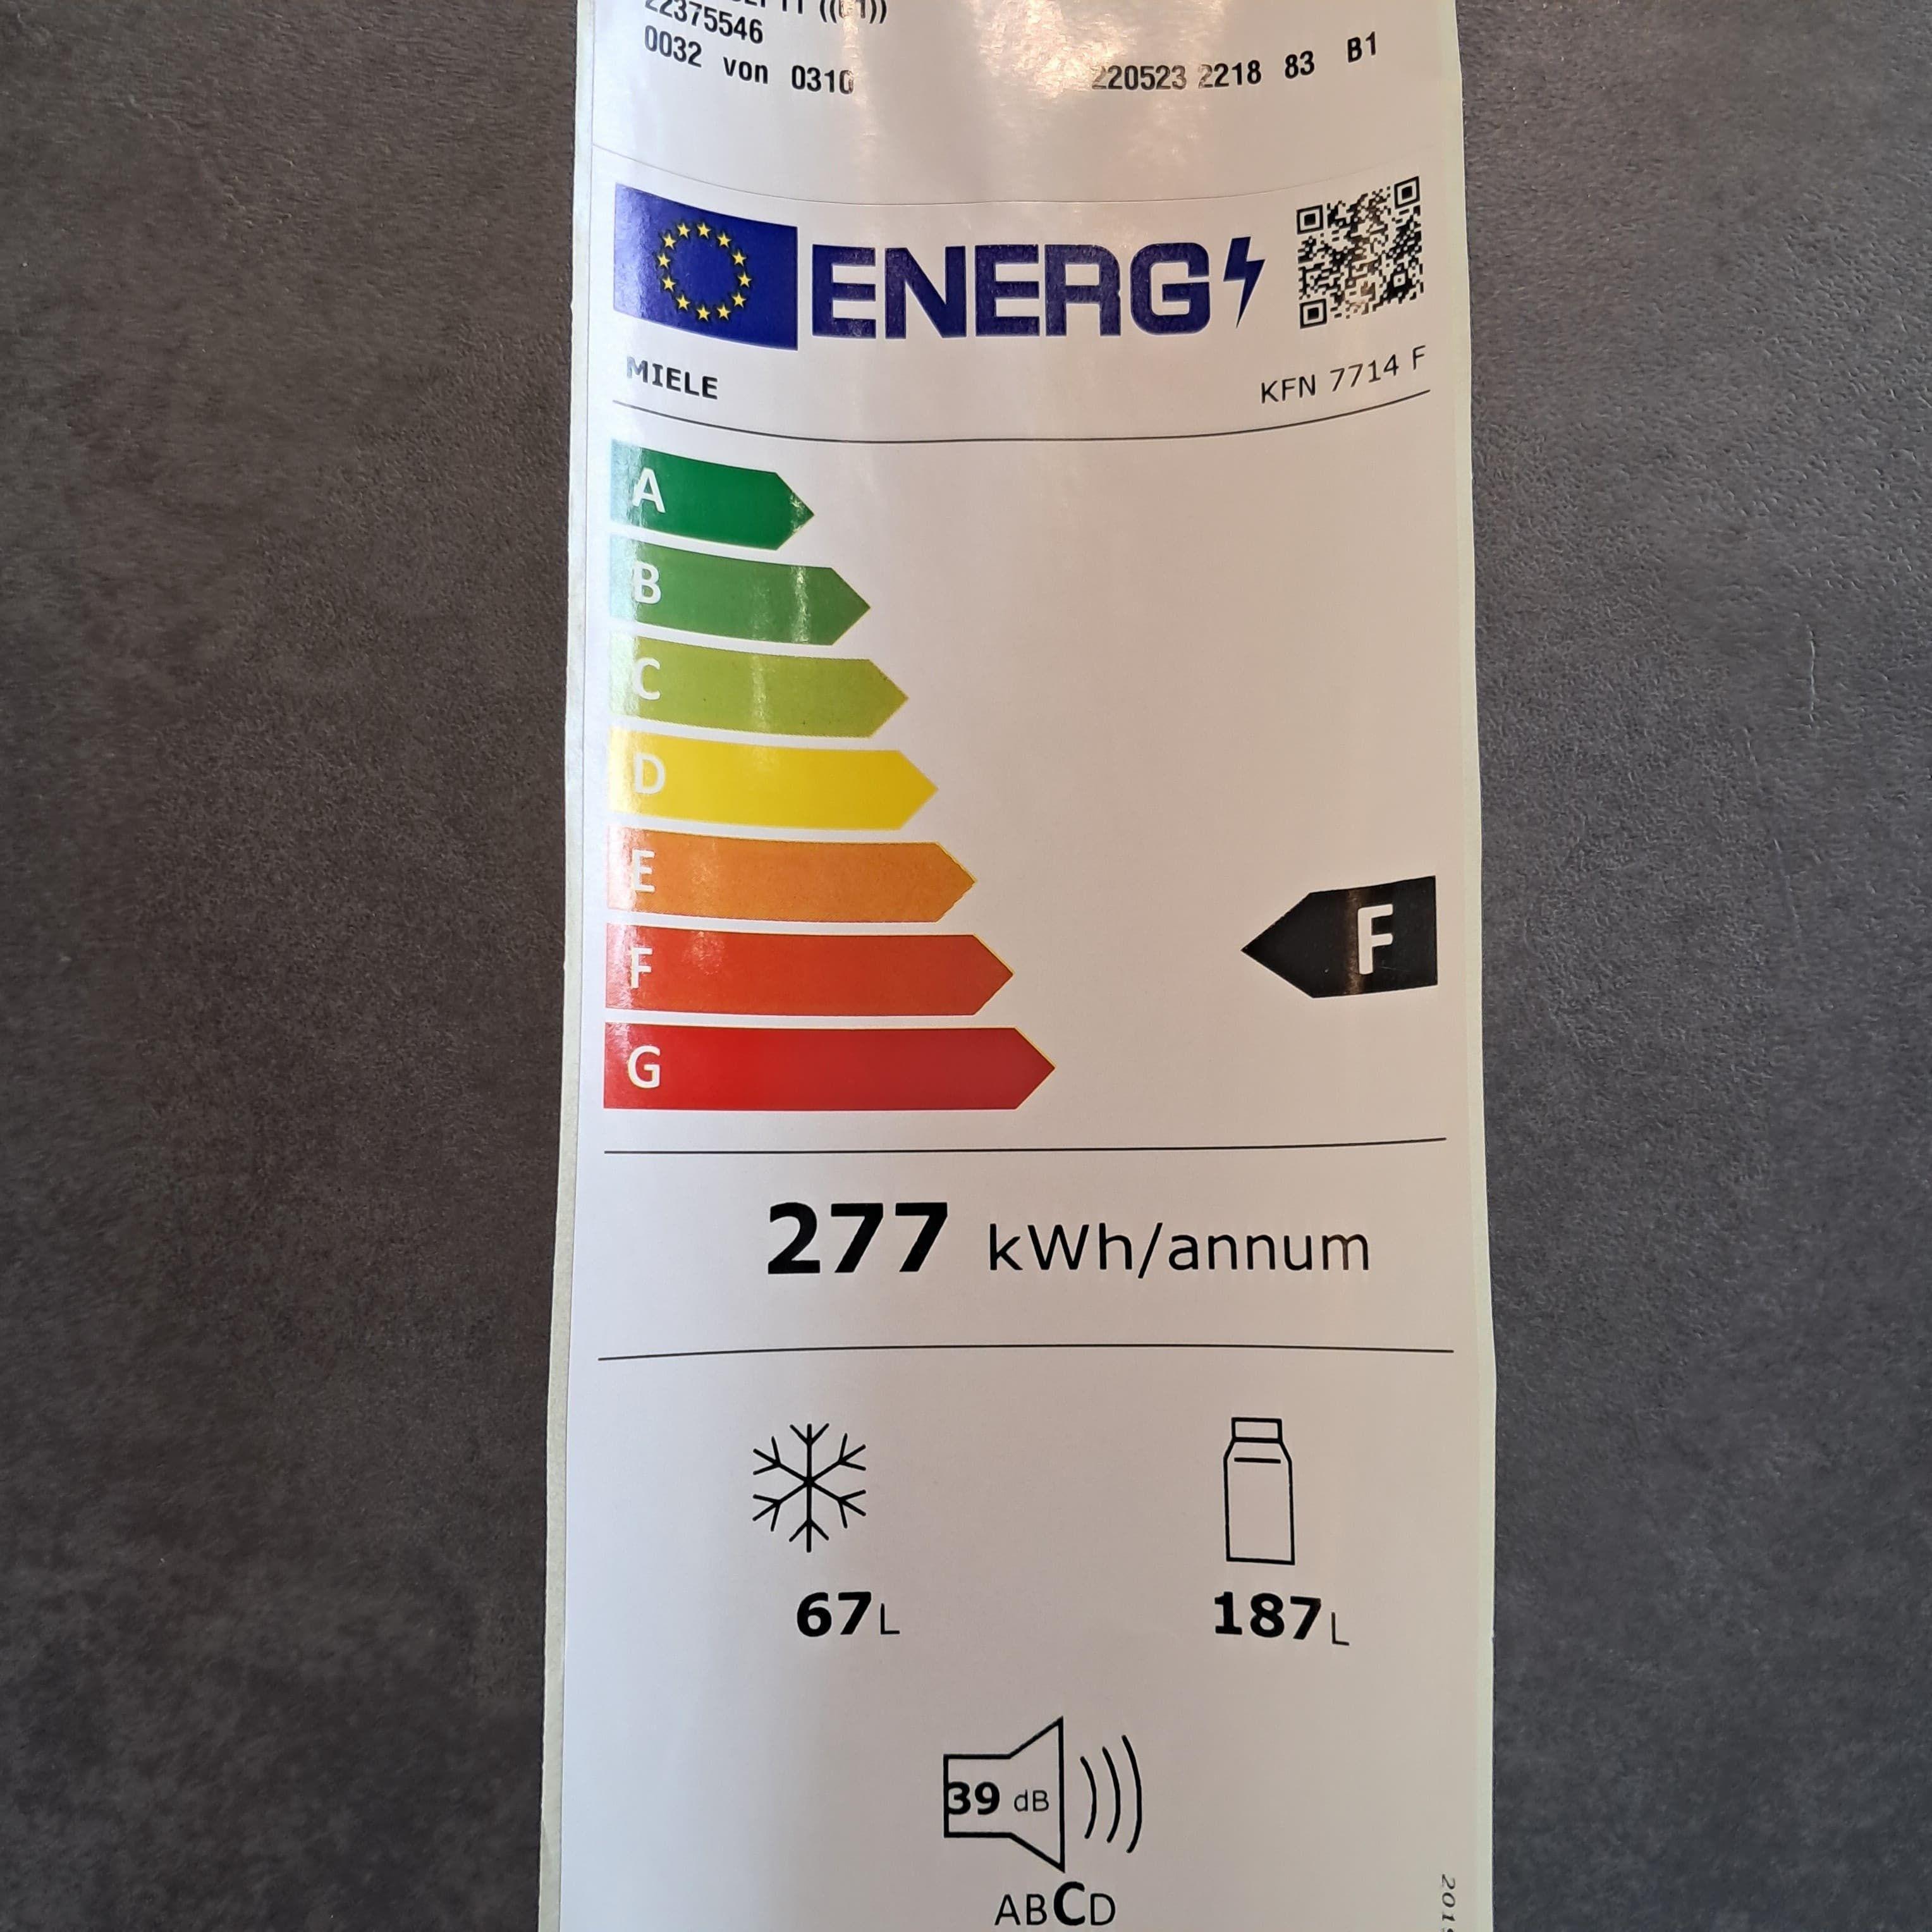 22375546
0032 von 0310
220523 2218 83 B1
ENERG
MIELE
KFN 7714 F
A
B
C
D
E
F
F
G
277 kWh/annum
67L
187L
39 dB
ABCD